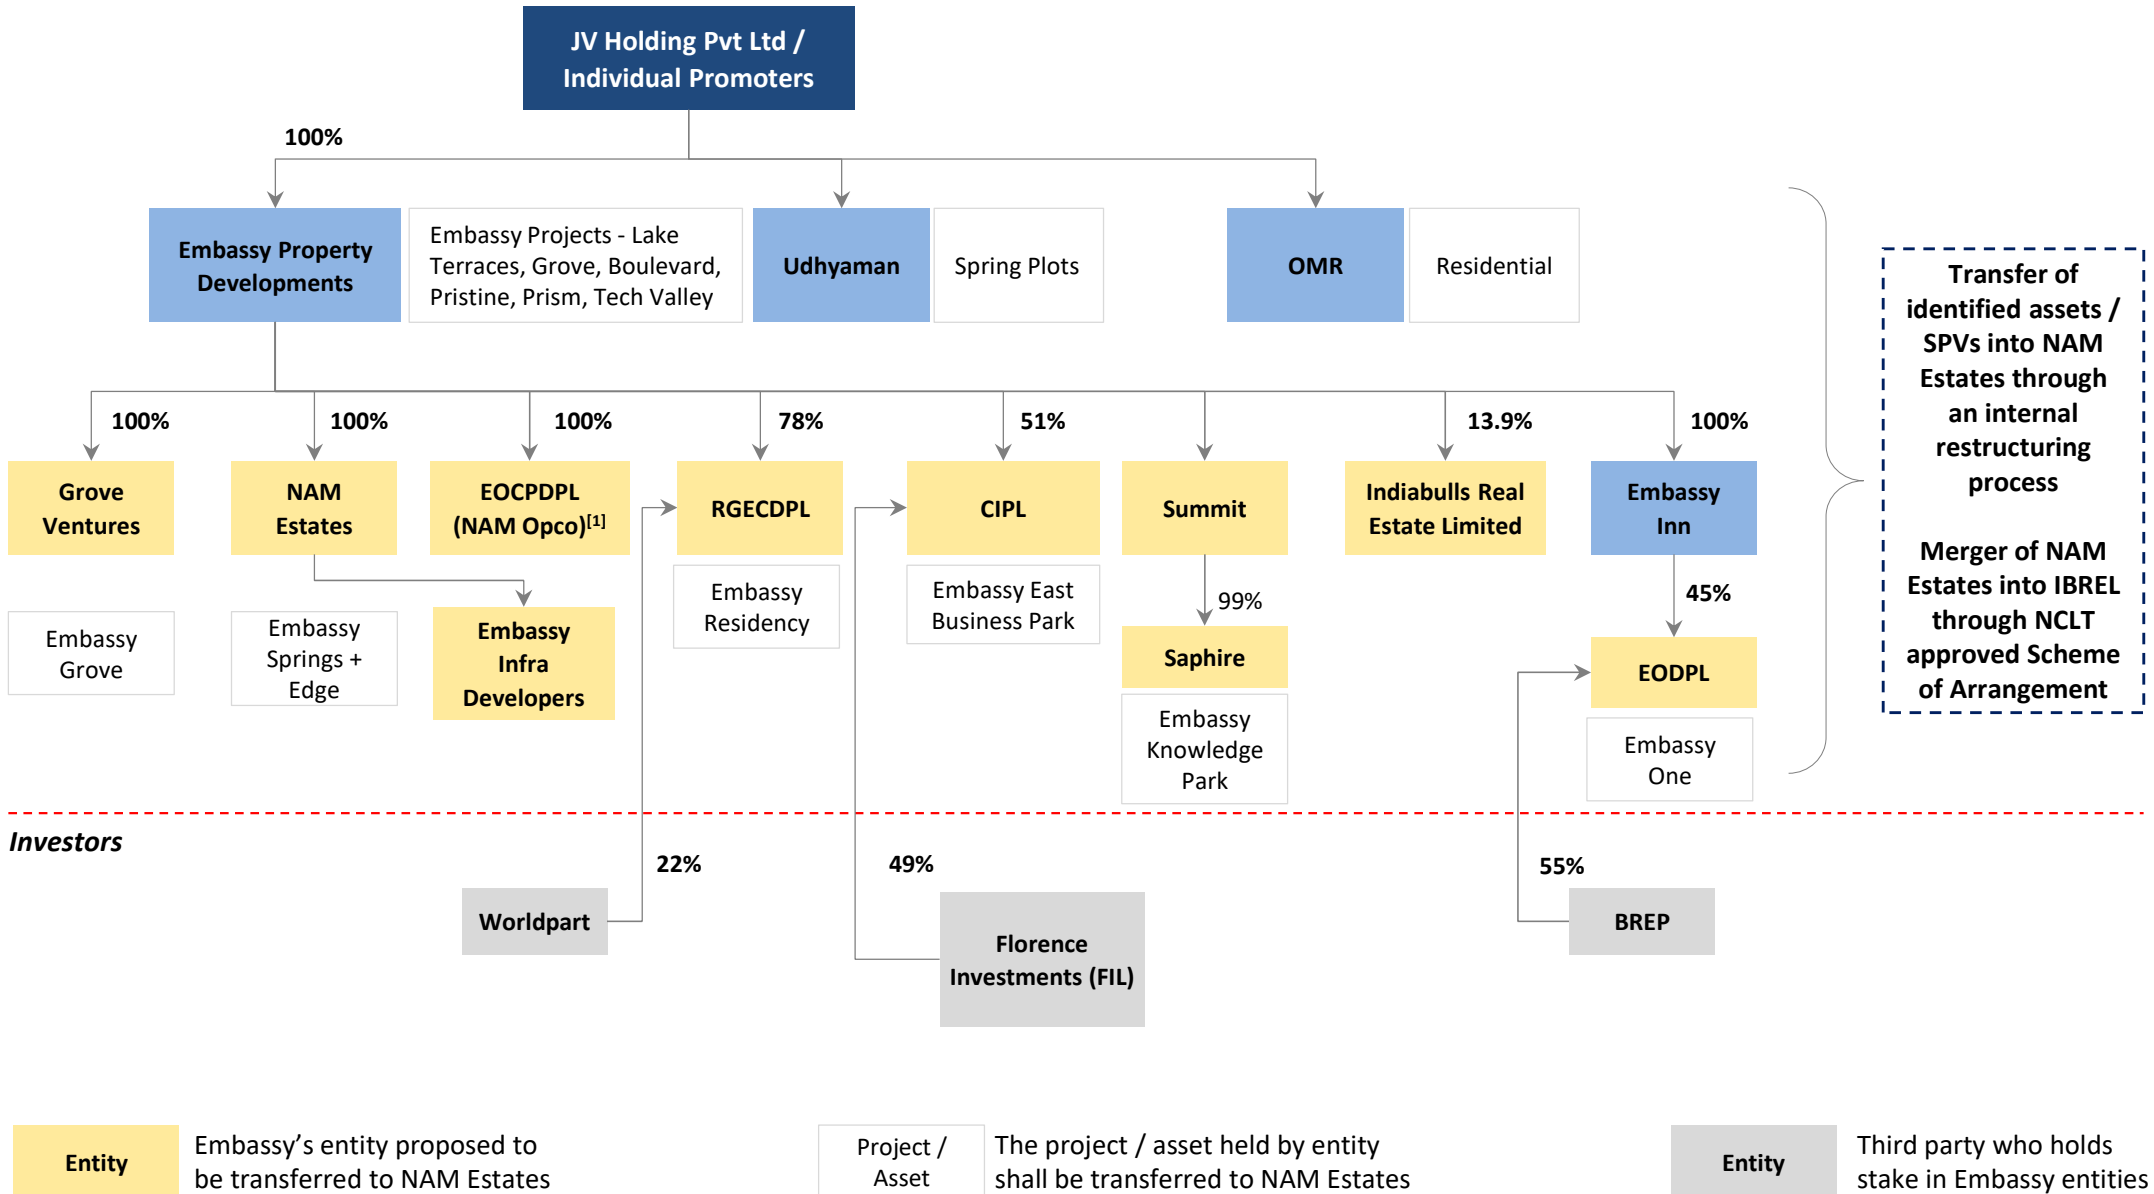 JV Holding Pvt Ltd /
Individual Promoters
100%
Embassy Property
Developments
Embassy Projects - Lake
Terraces, Grove, Boulevard,
Pristine, Prism, Tech Valley
Udhyaman
Spring Plots
OMR
Residential
Transfer of
identified assets /
SPVs into NAM
Estates through
an internal
restructuring
process
Merger of NAM
Estates into IBREL
through NCLT
approved Scheme
of Arrangement
100%
100%
100%
78%
51%
13.9%
100%
Grove
Ventures
NAM
Estates
EOCPDPL
(NAM Opco)[1]
RGECDPL
CIPL
Summit
Indiabulls Real
Estate Limited
Embassy
Inn
Embassy
Grove
Embassy
Springs +
Edge
Embassy
Infra
Developers
Embassy
Residency
Embassy East
Business Park
99%
Saphire
Embassy
Knowledge
Park
45%
EODPL
Embassy
One
Investors
22%
49%
55%
Worldpart
Florence
Investments (FIL)
BREP
Entity
Embassy’s entity proposed to
be transferred to NAM Estates
Project /
Asset
The project / asset held by entity
shall be transferred to NAM Estates
Entity
Third party who holds
stake in Embassy entities